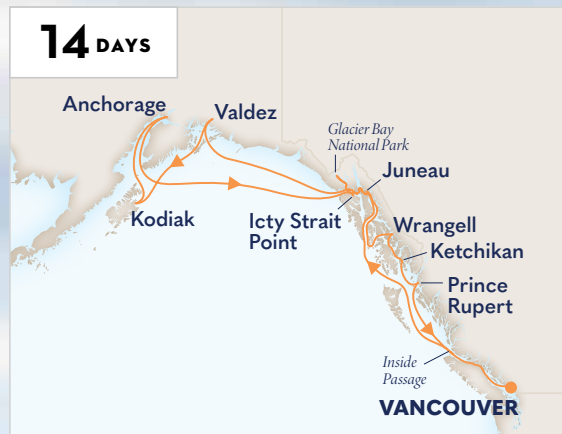 14 DAYS
Anchorage
Valdez
Glacier Bay
National Park
Juneau
Kodiak
Icty Strait
Point
Wrangell
Ketchikan
Prince
Rupert
Inside
Passage
VANCOUVER